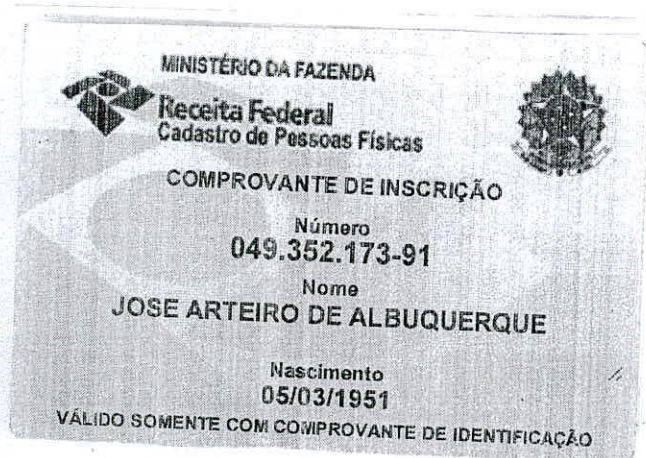 MINISTÉRIO DA FAZENDA
Receita Federal
Cadastro de Pessoas Físicas
COMPROVANTE DE INSCRIÇÃO
Número
049.352.173-91
Nome
JOSE ARTEIRO DE ALBUQUERQUE
Nascimento
05/03/1951
VÁLIDO SOMENTE COM COMPROVANTE DE IDENTIFICAÇÃO